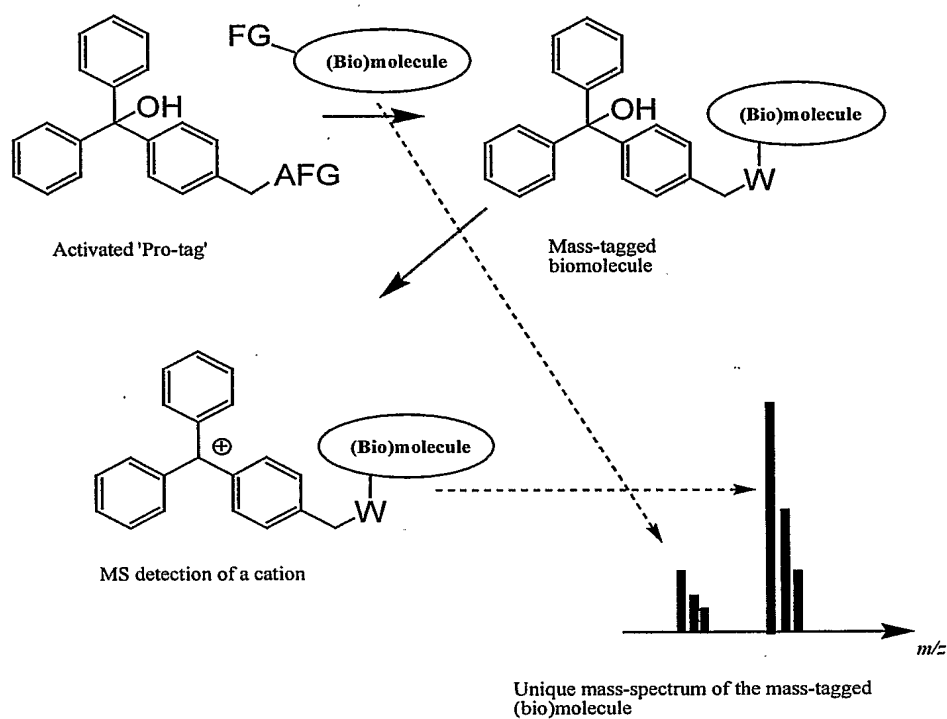 FG
(Bio)molecule
OH
AFG
OH
(Bio)molecule
W
Activated 'Pro-tag'
Mass-tagged
biomolecule
⊕
(Bio)molecule
W
MS detection of a cation
m/z
Unique mass-spectrum of the mass-tagged
(bio)molecule